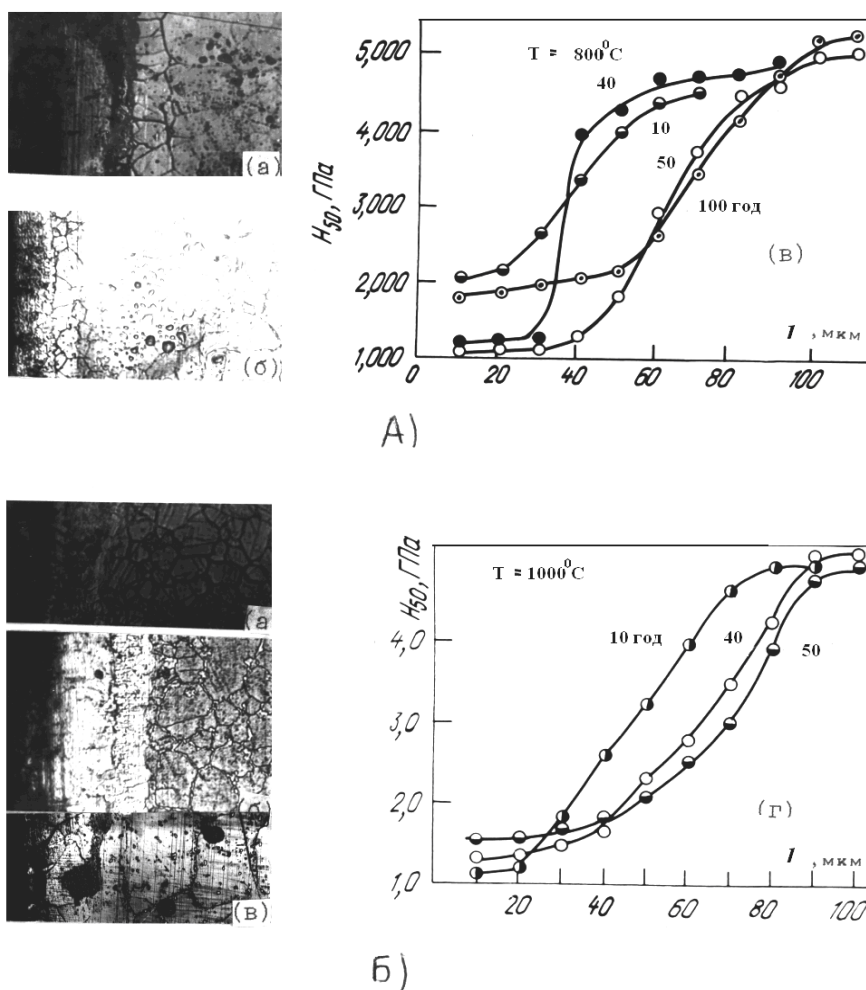 (а)
(б)
H50, ГПа
5,000
4,000
3,000
2,000
1,000
T = 800⁰C
40
10
50
100 год
(в)
l , мкм
0 20 40 60 80 100
А)
(а
(в)
H50, ГПа
4,0
3,0
2,0
1,0
T = 1000⁰C
10 год
40
50
(г)
l , мкм
20 40 60 80 100
Б)